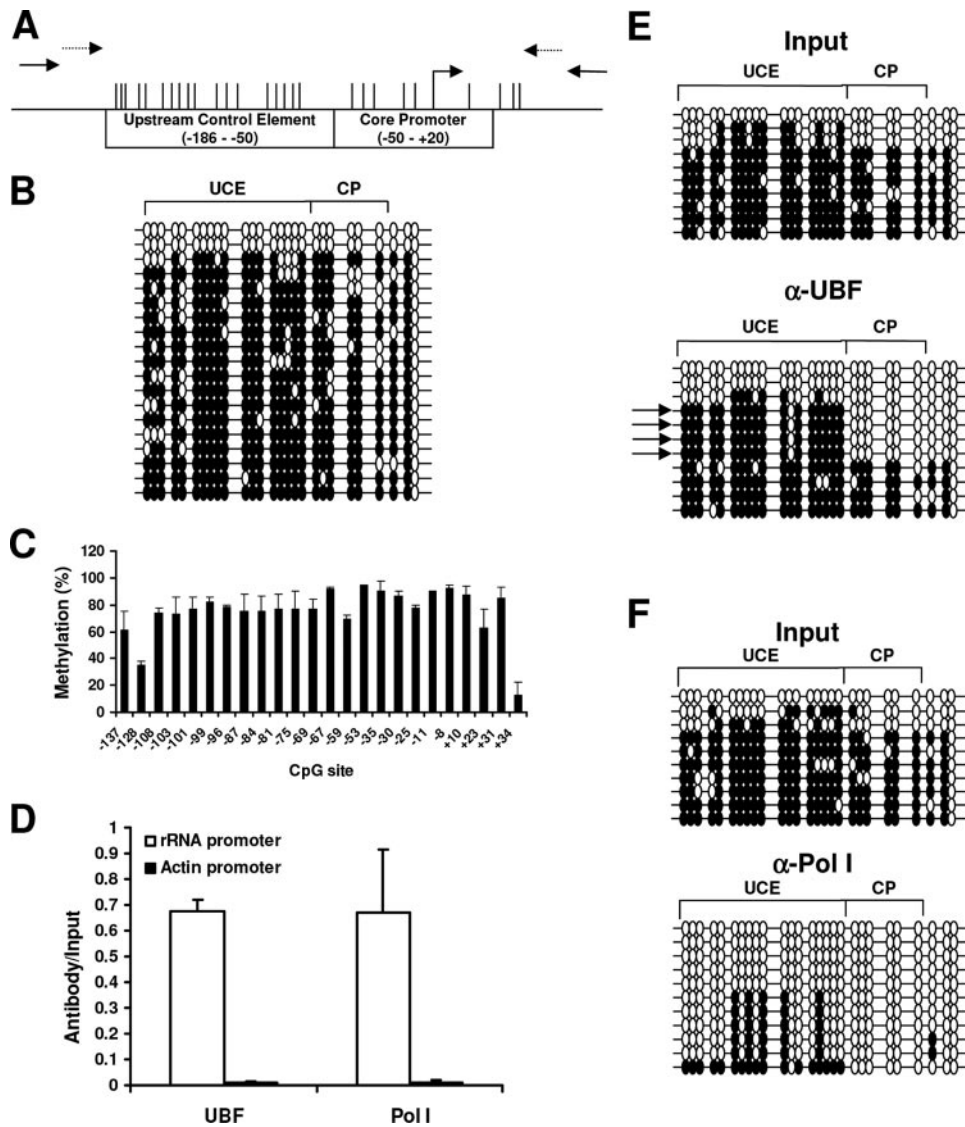 A
Upstream Control Element
(-186 - -50)
Core Promoter
(-50 - +20)
B
UCE
CP
C
Methylation (%)
120
100
80
60
40
20
0
-137
-128
-108
-103
-101
-99
-96
-87
-84
-81
-75
-69
-67
-59
-53
-35
-30
-25
-11
-8
+10
+23
+31
+34
CpG site
D
Antibody/Input
1
0.9
0.8
0.7
0.6
0.5
0.4
0.3
0.2
0.1
0
rRNA promoter
Actin promoter
UBF
Pol I
E
Input
UCE
CP
α-UBF
UCE
CP
F
Input
UCE
CP
α-Pol I
UCE
CP